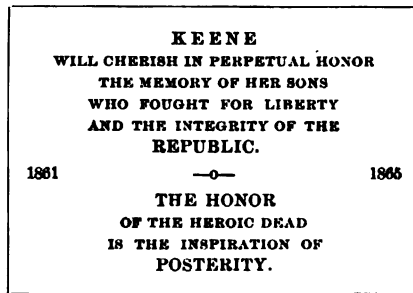 KEENE
WILL CHERISH IN PERPETUAL HONOR
THE MEMORY OF HER SONS
WHO FOUGHT FOR LIBERTY
AND THE INTEGRITY OF THE
REPUBLIC.
1861 —o— 1865
THE HONOR
OF THE HEROIC DEAD
IS THE INSPIRATION OF
POSTERITY.